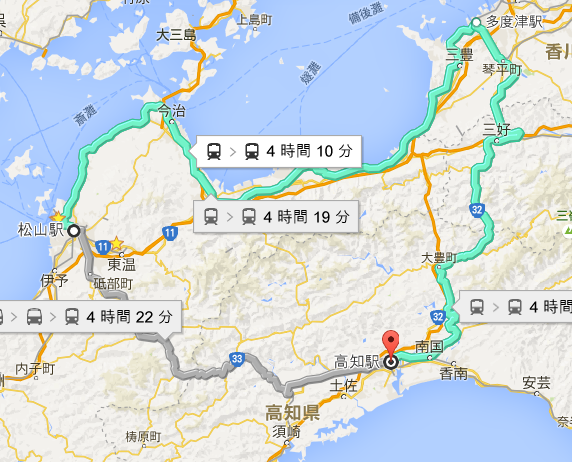 大三島
上島町
備後灘
多度津駅
三豊
香川
琴平町
燧灘
斎灘
今治
三好
4 時間 10 分
32
4 時間 19 分
松山駅
11
11
東温
伊予
砥部町
大豊町
4 時間
32
4 時間 22 分
南国
33
高知駅
香南
内子町
土佐
安芸
高知県
須崎
梼原町